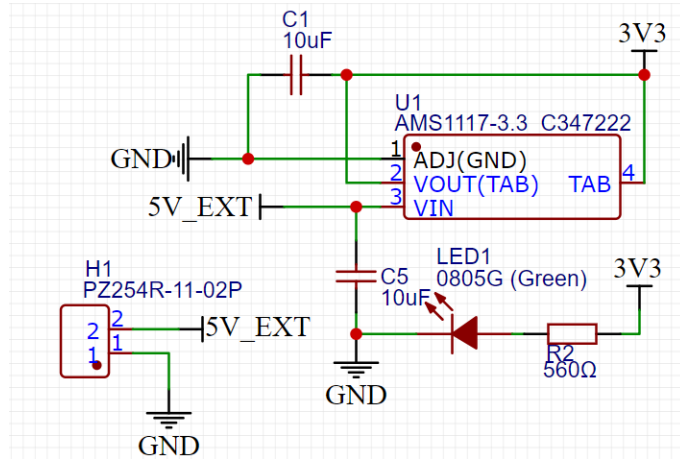 C1
10uF
3V3
U1
AMS1117-3.3 C347222
1
GND
ADJ(GND)
2
VOUT(TAB)
TAB
4
5V_EXT
3
VIN
H1
PZ254R-11-02P
LED1
0805G (Green)
3V3
C5
10uF
2
2
5V_EXT
1
1
R2
560Ω
GND
GND